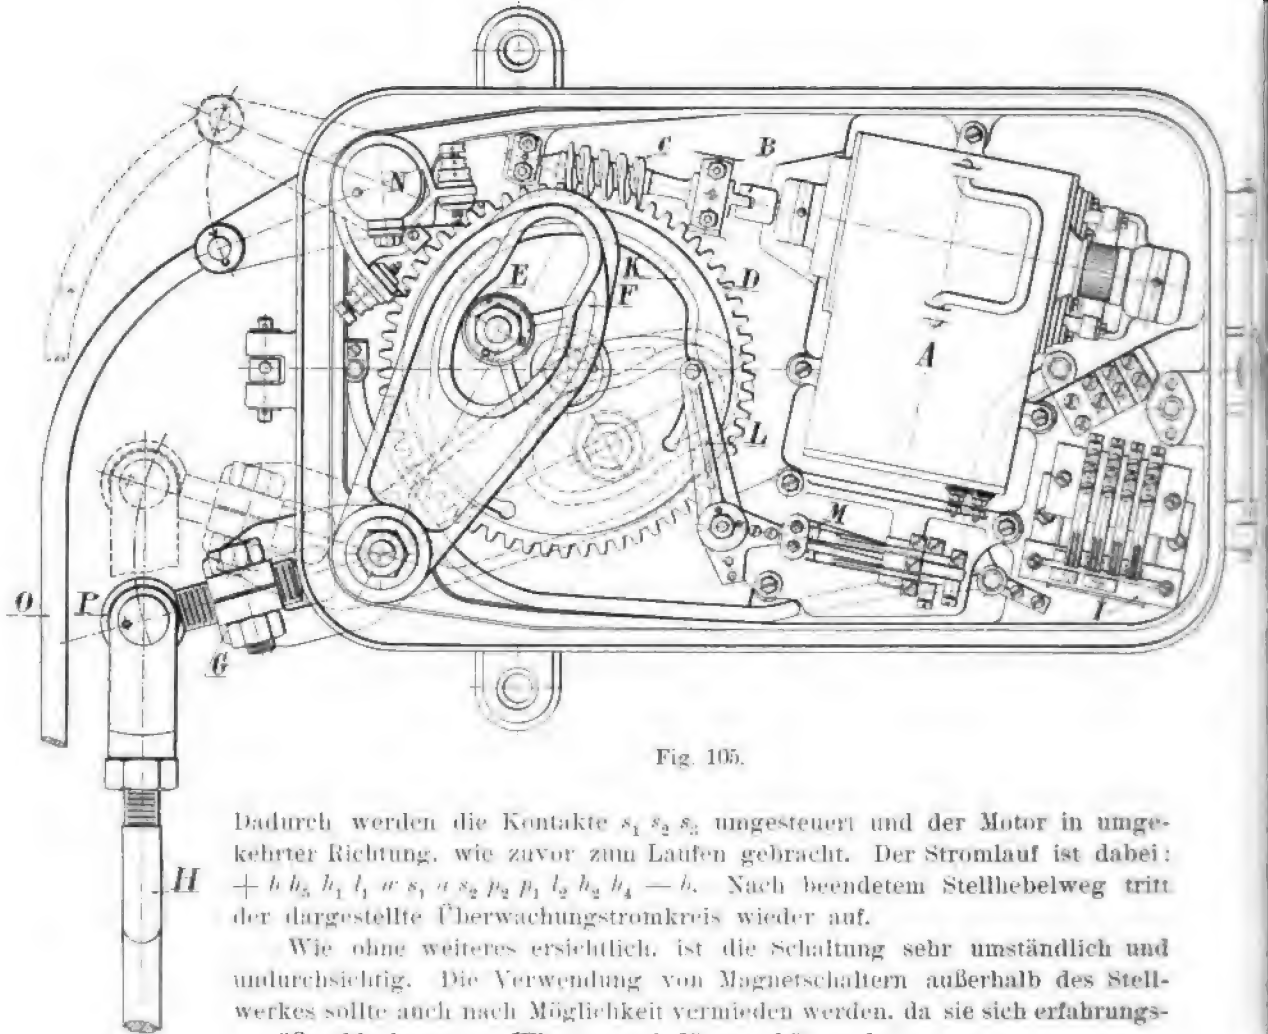 C
B
N
E
K
F
D
A
L
M
O
P
G
Fig. 105.
Dadurch werden die Kontakte s₁ s₂ s₃ umgesteuert und der Motor in umge-
kehrter Richtung, wie zuvor zum Laufen gebracht. Der Stromlauf ist dabei:
H
+ b h₃ h₁ l₁ w s₁ a s₂ p₂ p₁ l₂ h₂ h₄ — b. Nach beendetem Stellhebelweg tritt
der dargestellte Überwachungstromkreis wieder auf.
Wie ohne weiteres ersichtlich, ist die Schaltung sehr umständlich und
undurchsichtig. Die Verwendung von Magnetschaltern außerhalb des Stell-
werkes sollte auch nach Möglichkeit vermieden werden, da sie sich erfahrungs-